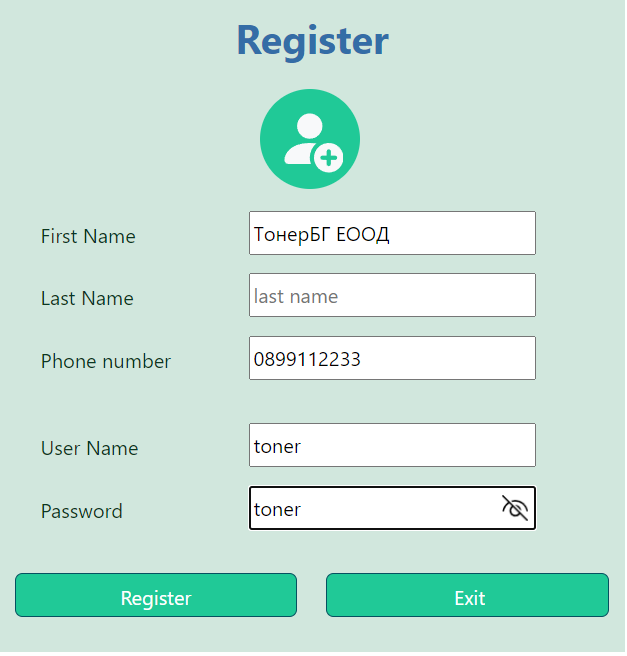 Register
First Name ТонерБГ ЕООД
Last Name last name
Phone number 0899112233
User Name toner
Password toner
Register Exit